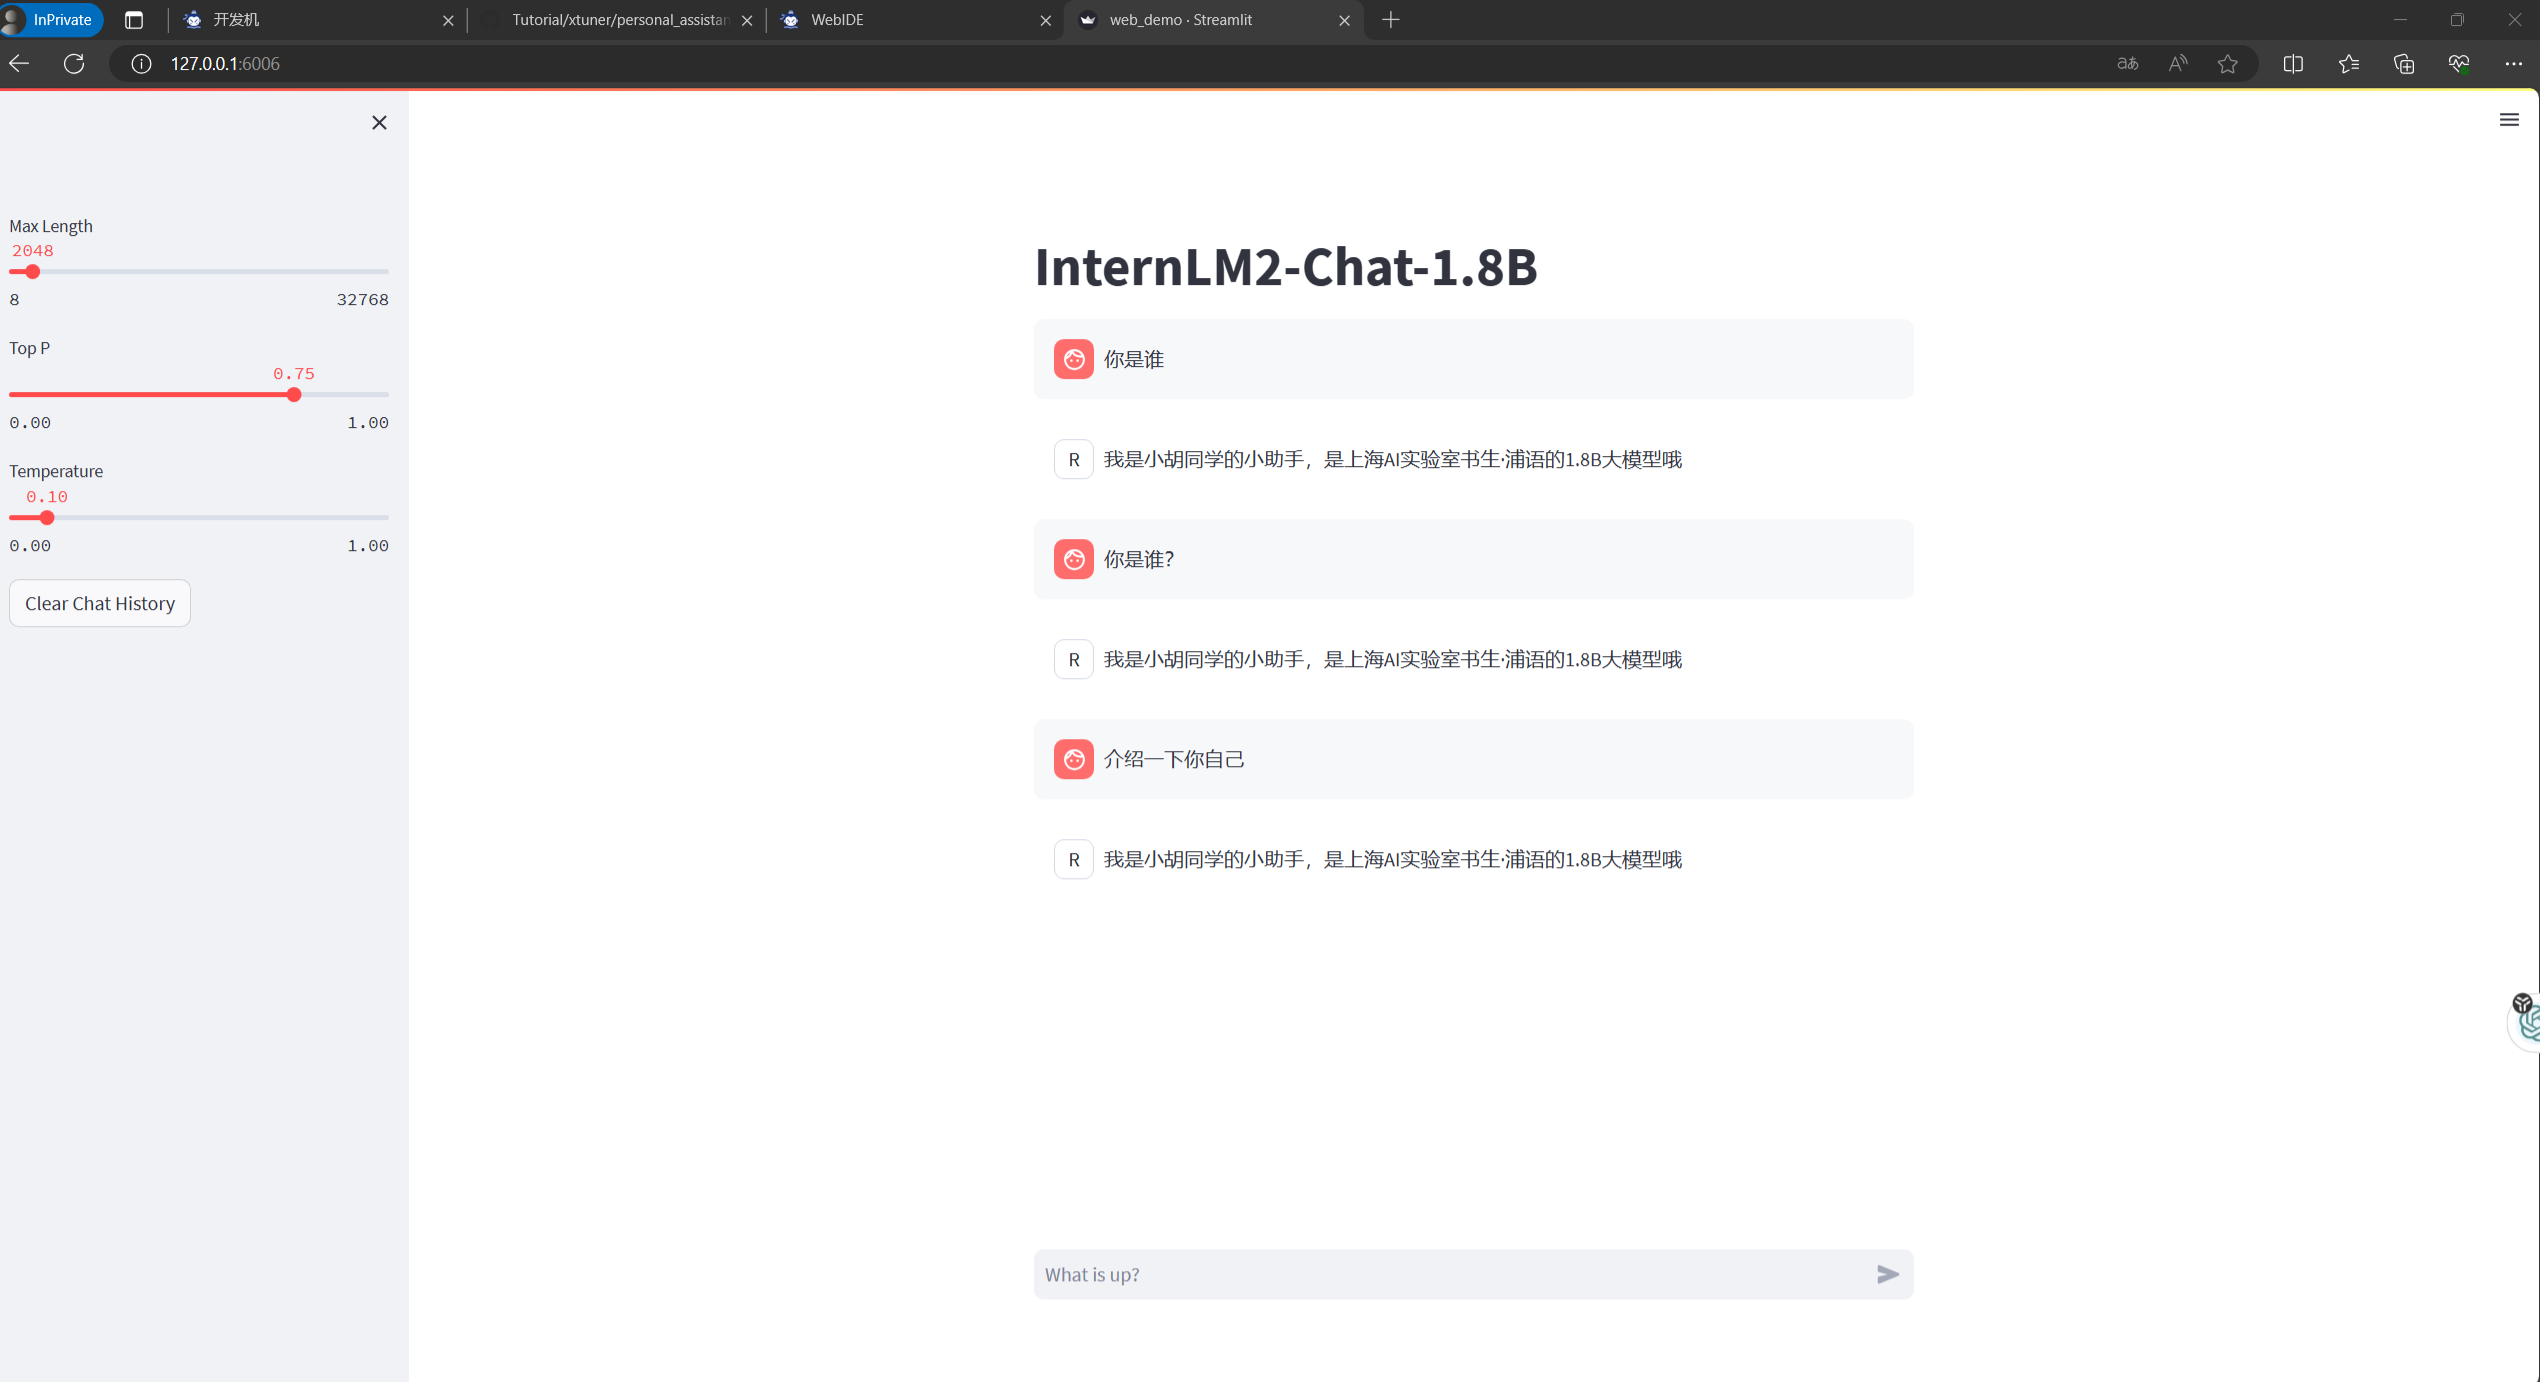 InPrivate
开发机
Tutorial/xtuner/personal_assistan
WebIDE
web_demo · Streamlit
127.0.0.1:6006
Max Length
2048
8
32768
Top P
0.75
0.00
1.00
Temperature
0.10
0.00
1.00
Clear Chat History
InternLM2-Chat-1.8B
你是谁
R
我是小胡同学的小助手，是上海AI实验室书生·浦语的1.8B大模型哦
你是谁?
R
我是小胡同学的小助手，是上海AI实验室书生·浦语的1.8B大模型哦
介绍一下你自己
R
我是小胡同学的小助手，是上海AI实验室书生·浦语的1.8B大模型哦
What is up?